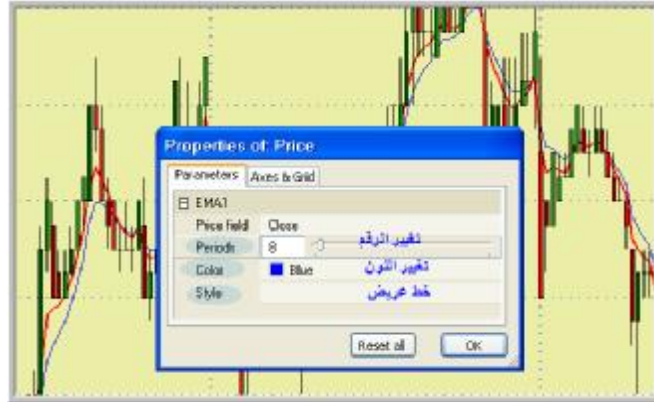 Properties of: Price
Parameters Axes & Grid
EMA1
Price field Close
Periods 8 تغيير الرقم
Color Blue تغيير اللون
Style خط عريض
Reset all OK